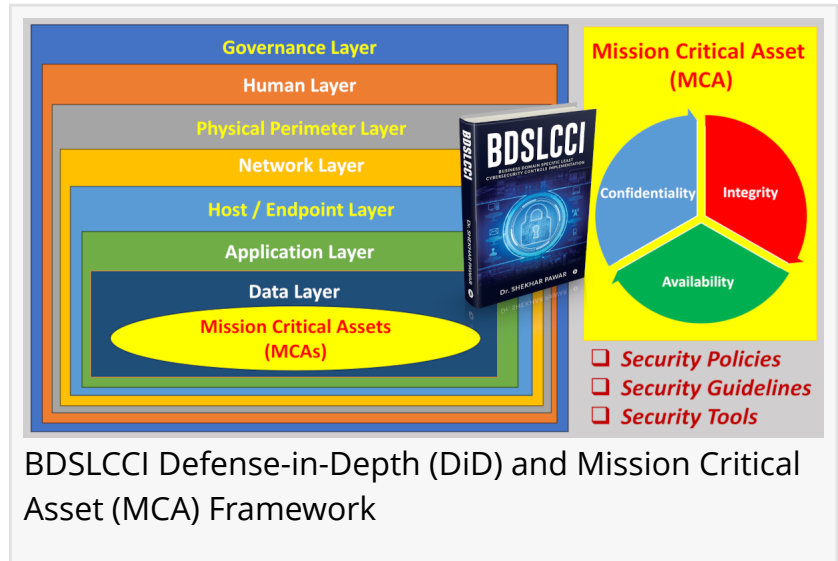 Governance Layer
Human Layer
Physical Perimeter Layer
Network Layer
Host / Endpoint Layer
Application Layer
Data Layer
Mission Critical Assets
(MCAs)
BDSLCCI
Dr. SHEKHAR PAWAR
BDSLCCI
BUSINESS DOMAIN SPECIFIC LEAST
CYBERSECURITY CONTROLS IMPLEMENTATION
Dr. SHEKHAR PAWAR
Mission Critical Asset
(MCA)
Confidentiality
Integrity
Availability
Security Policies
Security Guidelines
Security Tools
BDSLCCI Defense-in-Depth (DiD) and Mission Critical
Asset (MCA) Framework